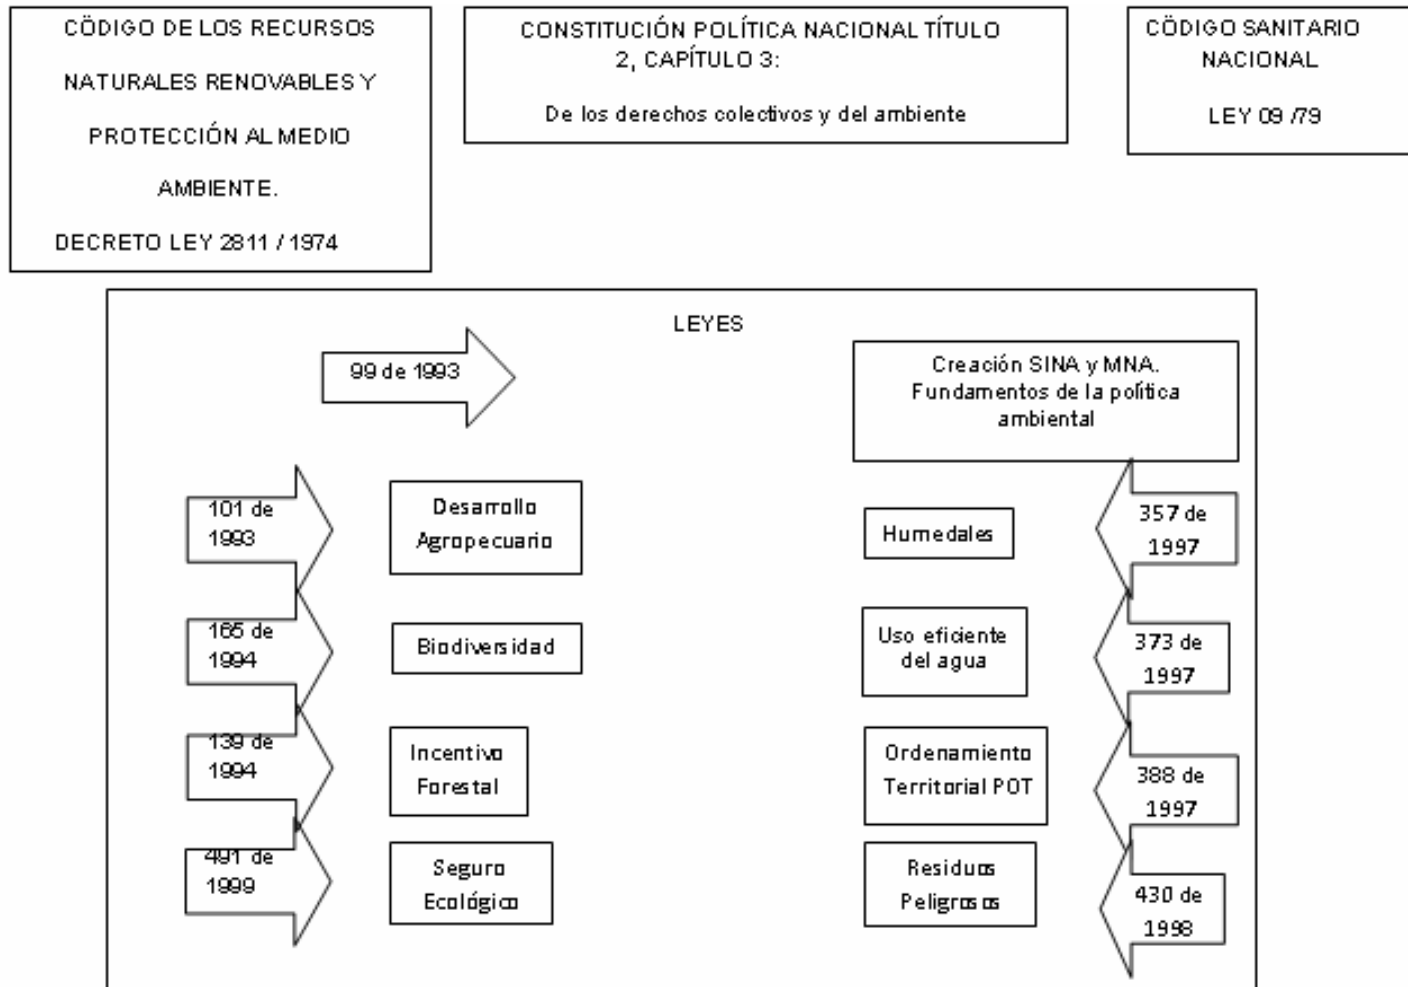 CÖDIGO DE LOS RECURSOS
NATURALES RENOVABLES Y
PROTECCIÓN AL MEDIO
AMBIENTE.
DECRETO LEY 2811 / 1974
CONSTITUCIÓN POLÍTICA NACIONAL TÍTULO
2, CAPÍTULO 3:
De los derechos colectivos y del ambiente
CÖDIGO SANITARIO
NACIONAL
LEY 09 /79
LEYES
99 de 1993
Creación SINA y MNA.
Fundamentos de la política
ambiental
101 de
1993
Desarrollo
Agropecuario
Humedales
357 de
1997
165 de
1994
Biodiversidad
Uso eficiente
del agua
373 de
1997
139 de
1994
Incentivo
Forestal
Ordenamiento
Territorial POT
388 de
1997
491 de
1999
Seguro
Ecológico
Residuos
Peligrosos
430 de
1998